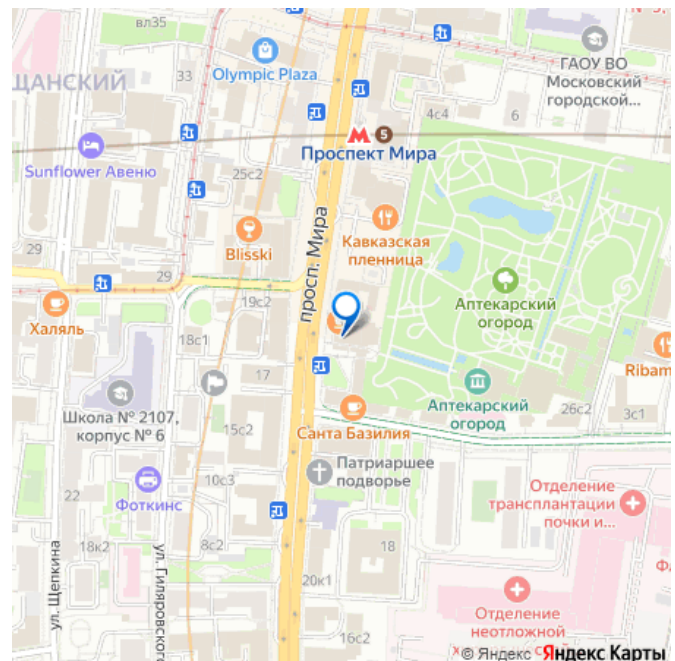 вл35
№ 5,
ГАОУ ВО
Московский
городской...
33
Olympic Plaza
ЩАНСКИЙ
4с4
6
5
Проспект Мира
Sunflower Авеню
25с2
просп. Мира
Кавказская
пленница
Blisski
29
29
19с2
Халяль
Аптекарский
огород
18с1
17
Ribam
Аптекарский
огород
26с2
3с1
Школа № 2107,
корпус № 6
15с2
Санта Базилия
Патриаршее
подворье
Отделение
трансплантации
почки и...
22
10с3
Фоткинс
18к2
8с2
18
ул. Щепкина
ул. Гиляровского
20к1
16с2
Отделение
неотложной
© Яндекс Яндекс Карты